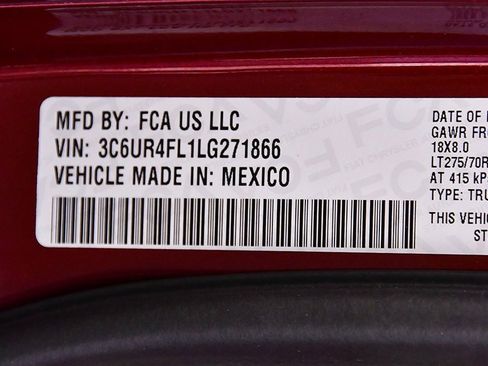 MFD BY: FCA US LLC
VIN: 3C6UR4FL1LG271866
VEHICLE MADE IN: MEXICO
DATE OF
GAWR FR
18X8.0
LT275/70R
AT 415 kP
TYPE: TRU
THIS VEHIC
ST